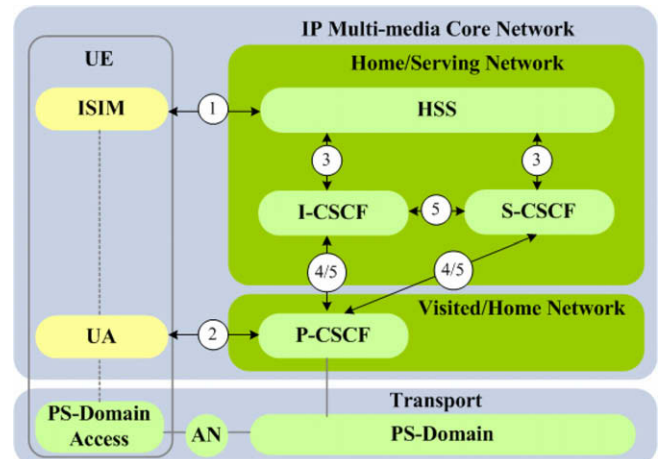 IP Multi-media Core Network
UE
Home/Serving Network
ISIM
1
HSS
3
3
I-CSCF
5
S-CSCF
4/5
4/5
Visited/Home Network
UA
2
P-CSCF
Transport
PS-Domain
Access
AN
PS-Domain